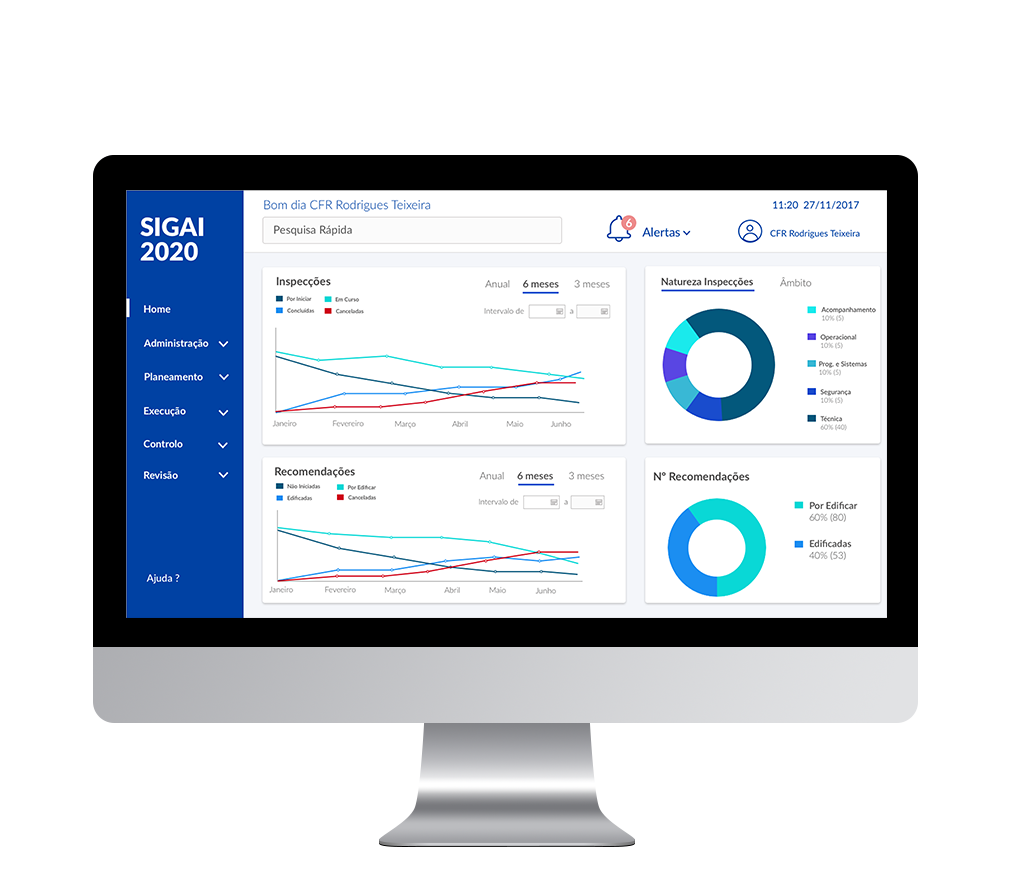 SIGAI
2020
Home
Administração
Planeamento
Execução
Controlo
Revisão
Ajuda ?
Bom dia CFR Rodrigues Teixeira
Pesquisa Rápida
6
Alertas
11:20 27/11/2017
CFR Rodrigues Teixeira
Inspecções
Anual 6 meses 3 meses
Por Iniciar Em Curso
Concluídas Canceladas
Intervalo de a
Janeiro Fevereiro Março Abril Maio Junho
Natureza Inspecções Âmbito
Acompanhamento
10% (5)
Operacional
10% (5)
Prog. e Sistemas
10% (5)
Segurança
10% (5)
Técnica
60% (40)
Recomendações
Anual 6 meses 3 meses
Não Iniciadas Por Edificar
Edificadas Canceladas
Intervalo de a
Janeiro Fevereiro Março Abril Maio Junho
Nº Recomendações
Por Edificar
60% (80)
Edificadas
40% (53)